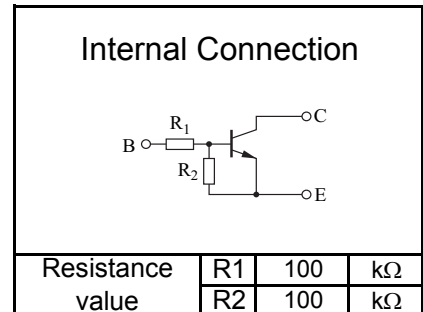 Internal Connection
C
R1
B
R2
E
Resistance value R1 100 kΩ
R2 100 kΩ